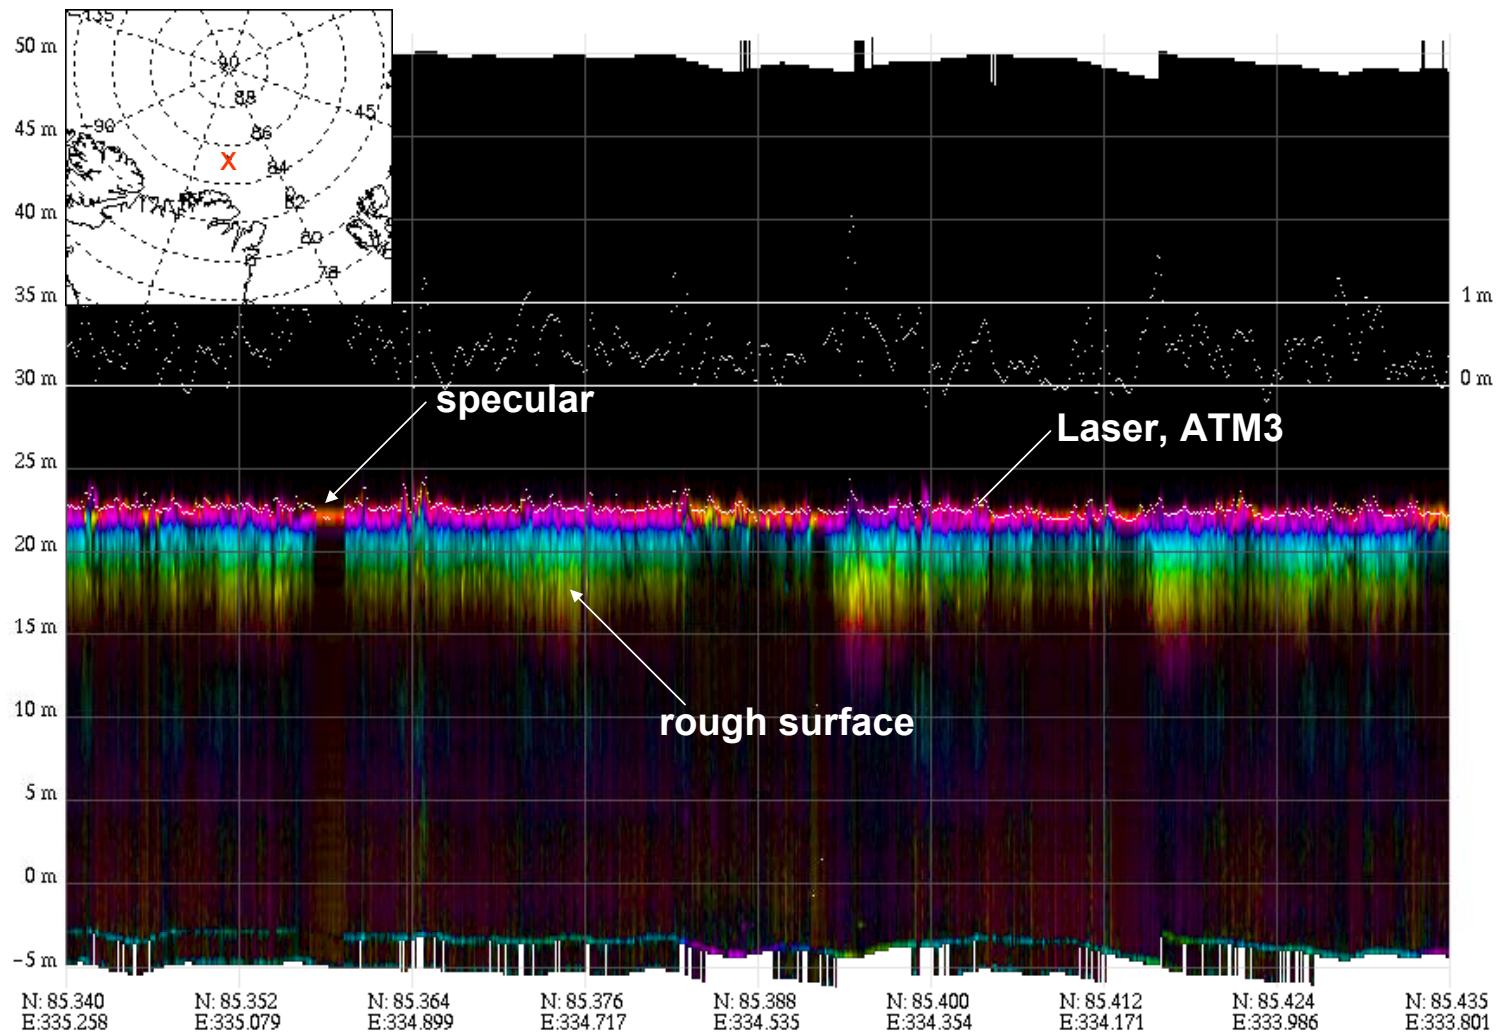 -135
90
88
-90
45
86
X
84
0
82
80
78
50 m
45 m
40 m
35 m
1 m
30 m
0 m
specular
Laser, ATM3
25 m
20 m
15 m
rough surface
10 m
5 m
0 m
-5 m
N: 85.340 N: 85.352 N: 85.364 N: 85.376 N: 85.388 N: 85.400 N: 85.412 N: 85.424 N: 85.435
E:335.258 E:335.079 E:334.899 E:334.717 E:334.535 E:334.354 E:334.171 E:333.986 E:333.801